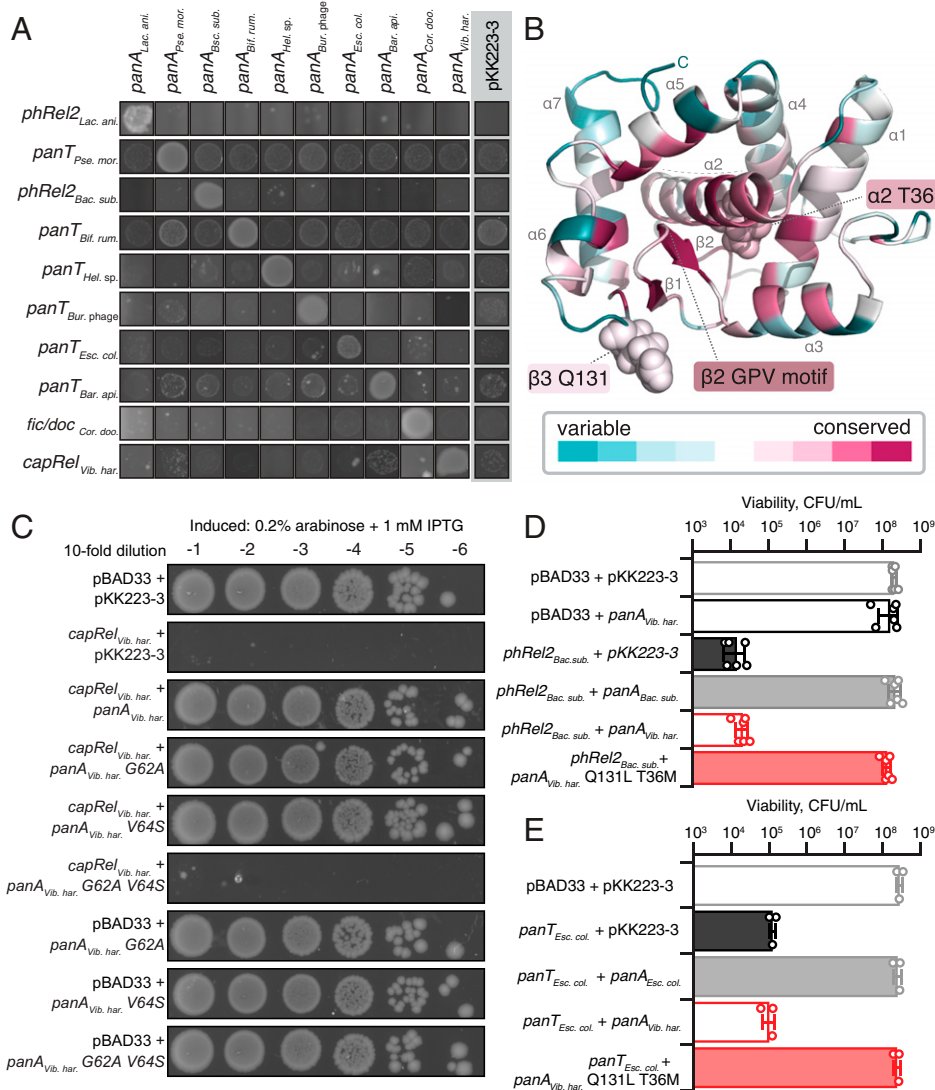 A
panA Lac. ani.
panA Pse. mor.
panA Bsc. sub.
panA Bif. rum.
panA Hel. sp.
panA Bur. phage
panA Esc. col.
panA Bar. api.
panA Cor. doo.
panA Vib. har.
pKK223-3
phRel2 Lac. ani.
panT Pse. mor.
phRel2 Bac. sub.
panT Bif. rum.
panT Hel. sp.
panT Bur. phage
panT Esc. col.
panT Bar. api.
fic/doc Cor. doo.
capRel Vib. har.
B
C
α7
α5
α4
α1
α2
α2 T36
α6
β2
β1
α3
β3 Q131
β2 GPV motif
variable
conserved
C
Induced: 0.2% arabinose + 1 mM IPTG
10-fold dilution -1 -2 -3 -4 -5 -6
pBAD33 +
pKK223-3
capRel Vib. har. +
pKK223-3
capRel Vib. har. +
panA Vib. har.
capRel Vib. har. +
panA Vib. har. G62A
capRel Vib. har. +
panA Vib. har. V64S
capRel Vib. har. +
panA Vib. har. G62A V64S
pBAD33 +
panA Vib. har. G62A
pBAD33 +
panA Vib. har. V64S
pBAD33 +
panA Vib. har. G62A V64S
D
Viability, CFU/mL
10³ 10⁴ 10⁵ 10⁶ 10⁷ 10⁸ 10⁹
pBAD33 + pKK223-3
pBAD33 + panA Vib. har.
phRel2 Bac.sub. + pKK223-3
phRel2 Bac. sub. + panA Bac. sub.
phRel2 Bac. sub. + panA Vib. har.
phRel2 Bac. sub. +
panA Vib. har. Q131L T36M
E
Viability, CFU/mL
10³ 10⁴ 10⁵ 10⁶ 10⁷ 10⁸ 10⁹
pBAD33 + pKK223-3
panT Esc. col. + pKK223-3
panT Esc. col. + panA Esc. col.
panT Esc. col. + panA Vib. har.
panT Esc. col. +
panA Vib. har. Q131L T36M